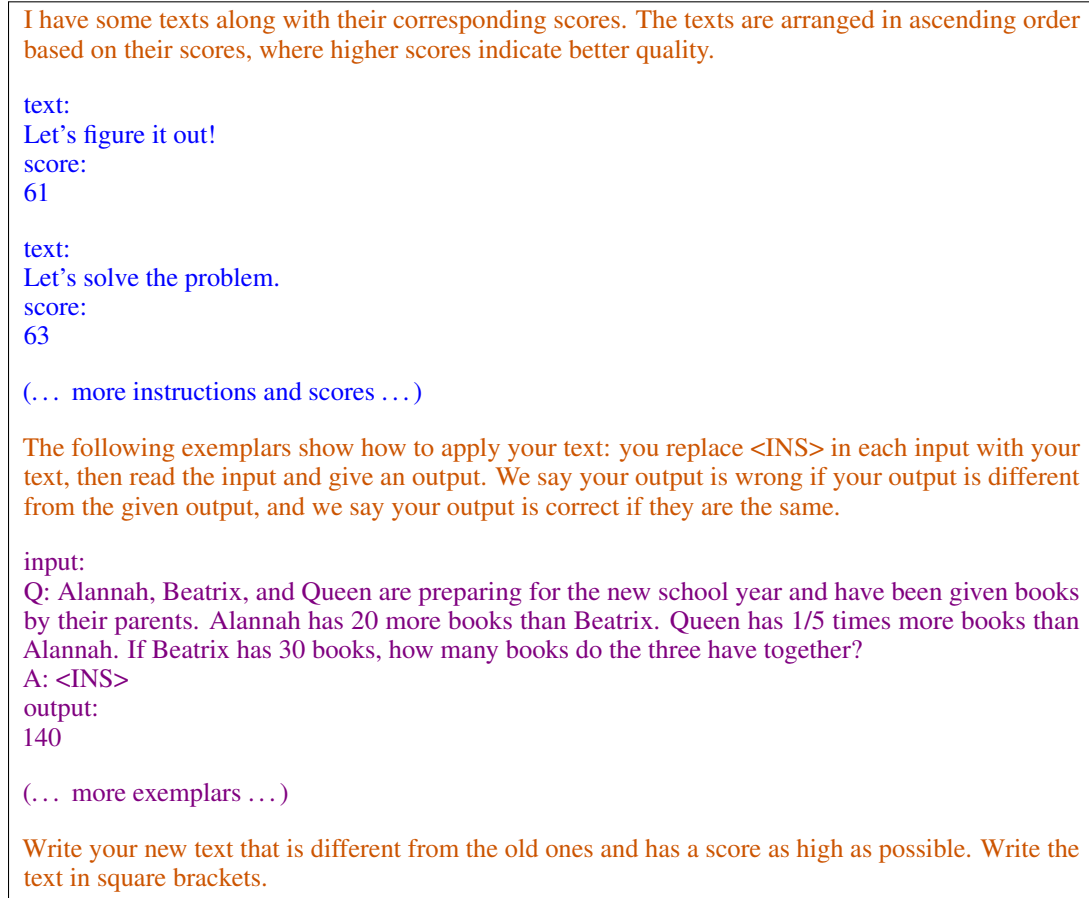 I have some texts along with their corresponding scores. The texts are arranged in ascending order
based on their scores, where higher scores indicate better quality.
text:
Let's figure it out!
score:
61
text:
Let's solve the problem.
score:
63
(... more instructions and scores ...)
The following exemplars show how to apply your text: you replace <INS> in each input with your
text, then read the input and give an output. We say your output is wrong if your output is different
from the given output, and we say your output is correct if they are the same.
input:
Q: Alannah, Beatrix, and Queen are preparing for the new school year and have been given books
by their parents. Alannah has 20 more books than Beatrix. Queen has 1/5 times more books than
Alannah. If Beatrix has 30 books, how many books do the three have together?
A: <INS>
output:
140
(... more exemplars ...)
Write your new text that is different from the old ones and has a score as high as possible. Write the
text in square brackets.